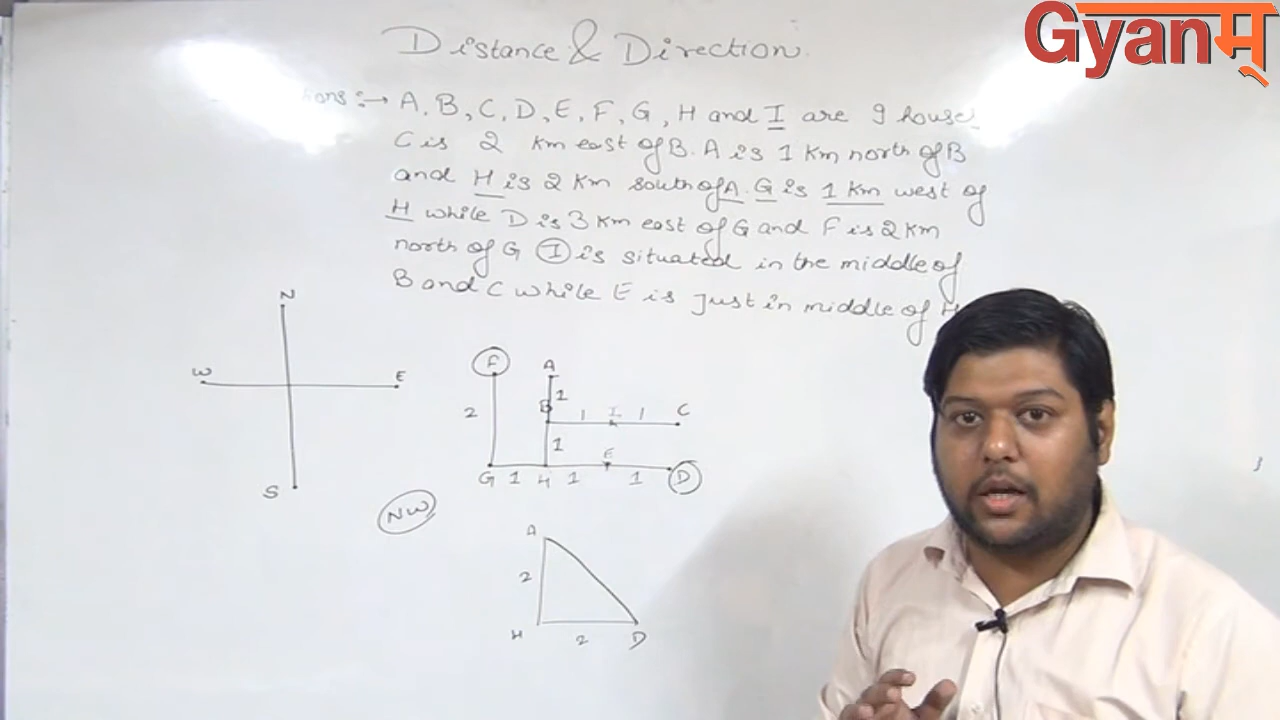 Gyanम्
Distance & Direction
:→ A, B, C, D, E, F, G, H and I are 9 house
C is 2 km east of B. A is 1 km north of B
and H is 2 km south of A. G is 1 km west of
H while D is 3 km east of G and F is 2 km
north of G I is situated in the middle of
B and C while E is just in middle of H
N
W E
S
F A
2 1
B 1 I 1 C
1
E
G 1 H 1 1 D
NW
A
2
H 2 D